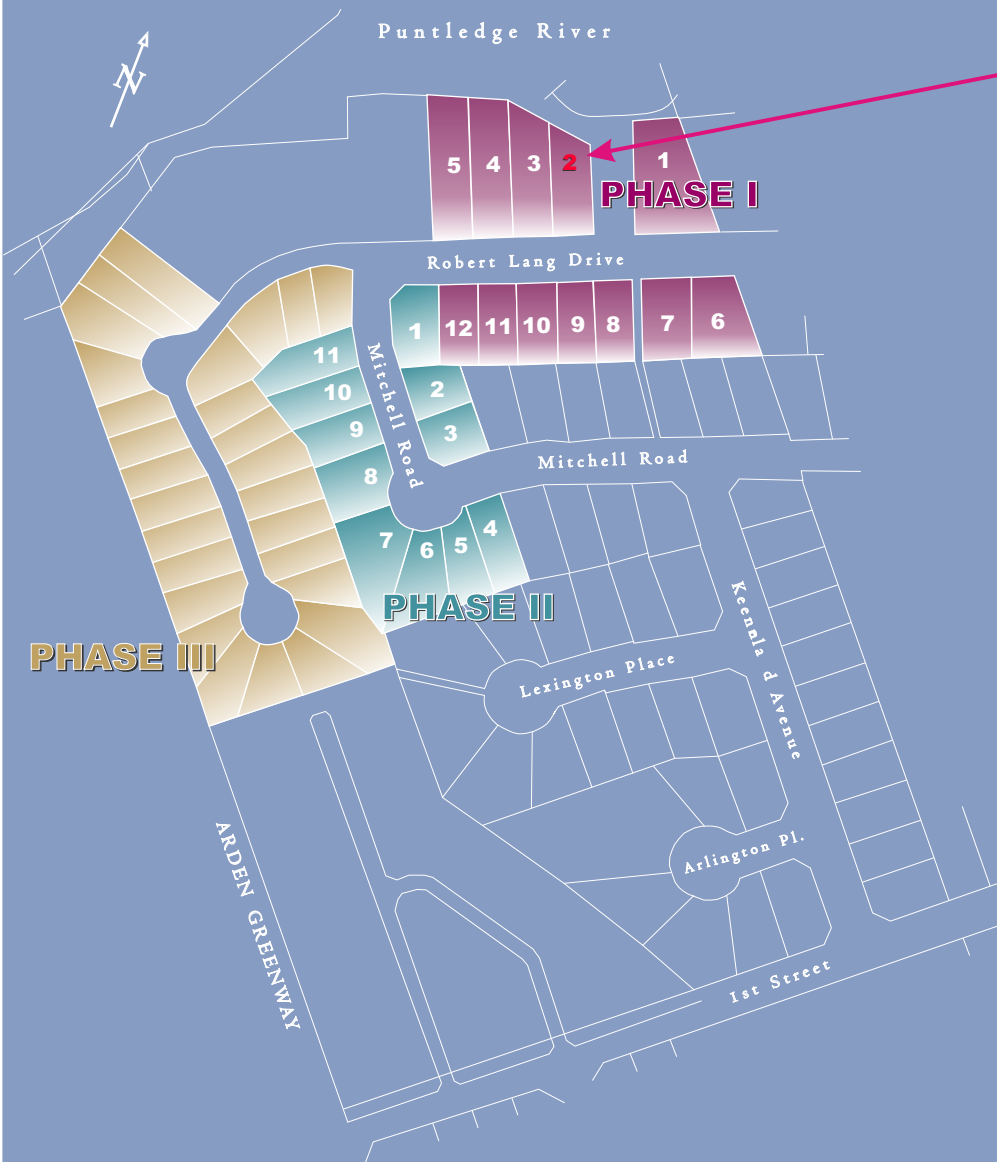 Puntledge River
N
5 4 3 2 1
PHASE I
Robert Lang Drive
1 12 11 10 9 8 7 6
11
10
9
8
Mitchell Road
2
3
Mitchell Road
7 6 5 4
PHASE II
PHASE III
Lexington Place
Keenla d Avenue
Arlington Pl.
ARDEN GREENWAY
1st Street